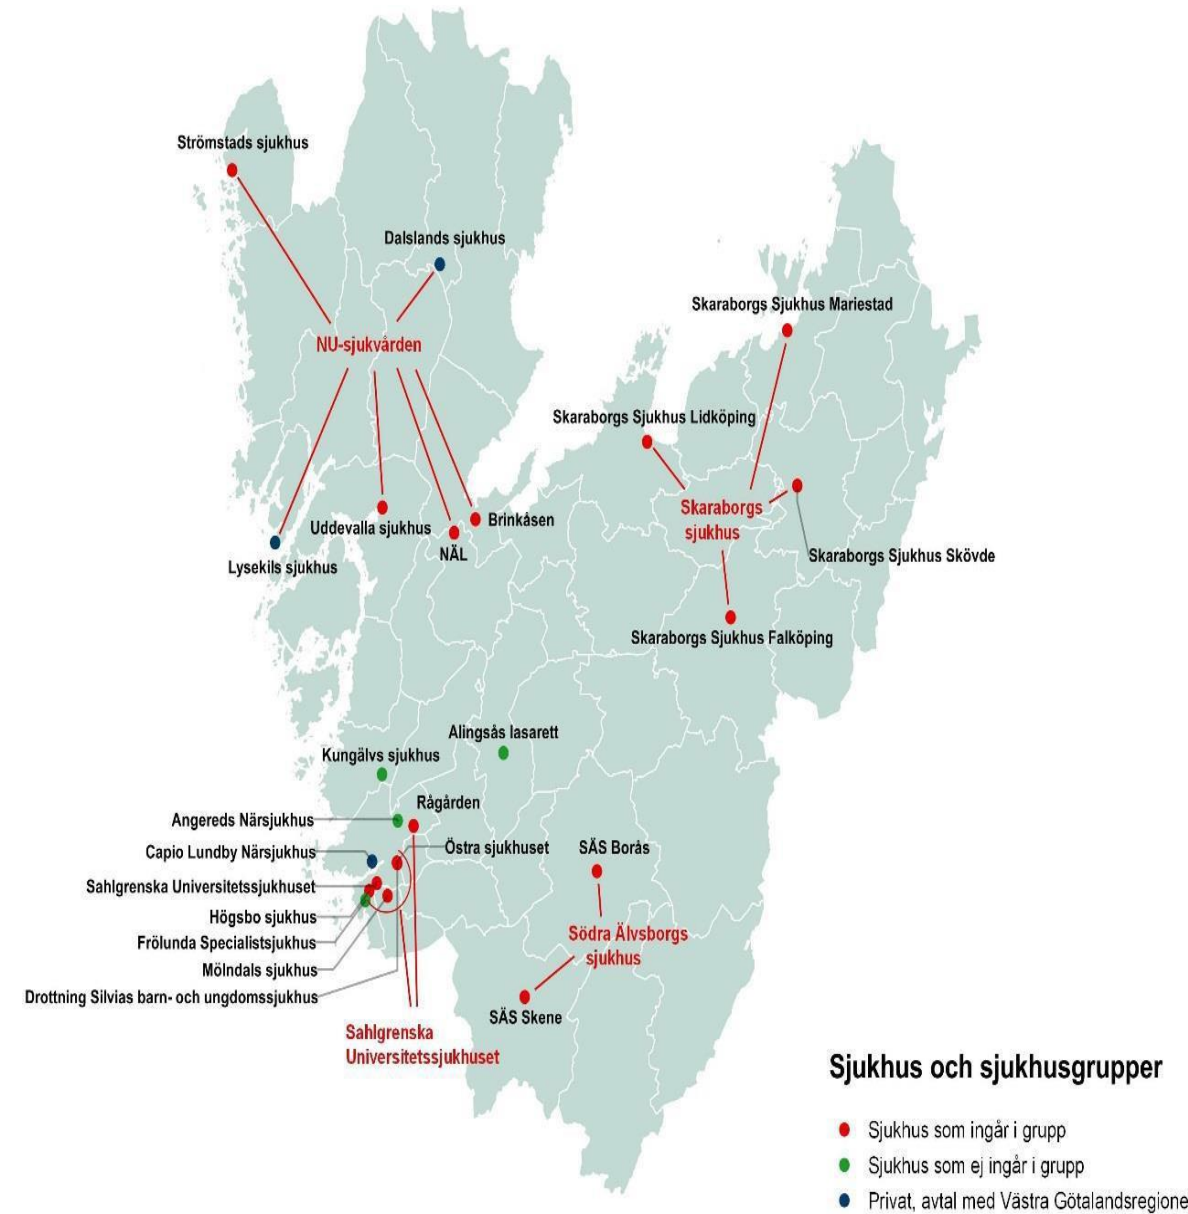 Strömstads sjukhus
Dalslands sjukhus
Skaraborgs Sjukhus Mariestad
NU-sjukvården
Skaraborgs Sjukhus Lidköping
Skaraborgs
sjukhus
Brinkåsen
Uddevalla sjukhus
NÄL
Skaraborgs Sjukhus Skövde
Lysekils sjukhus
Skaraborgs Sjukhus Falköping
Alingsås lasarett
Kungälvs sjukhus
Rågården
Angereds Närsjukhus
Östra sjukhuset
SÄS Borås
Capio Lundby Närsjukhus
Sahlgrenska Universitetssjukhuset
Högsbo sjukhus
Frölunda Specialistsjukhus
Södra Älvsborgs
sjukhus
Mölndals sjukhus
Drottning Silvias barn- och ungdomssjukhus
SÄS Skene
Sahlgrenska
Universitetssjukhuset
Sjukhus och sjukhusgrupper
Sjukhus som ingår i grupp
Sjukhus som ej ingår i grupp
Privat, avtal med Västra Götalandsregione